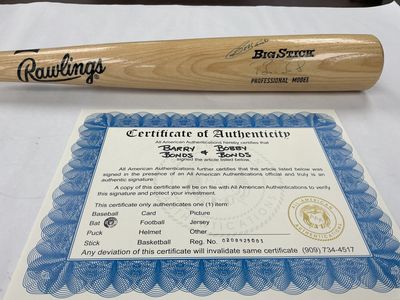 Rawlings
BIG STICK
PROFESSIONAL MODEL
Certificate of Authenticity
All American Authentications hereby certifies that
BARRY & BOBBY
BONDS BONDS
signed the article listed below
All American Authentications further certifies that the article listed below was
signed in the presence of an All American Authentications official and truly is an
authentic signature.
A copy of this certificate will be on file with All American Authentications to verify
this signature and protect your investment.
This certificate only authenticates one (1) item:
Baseball Card Picture
Bat Football Jersey
Puck Helmet Other
Stick Basketball Reg. No.
Any deviation of this certificate will invalidate same certificate (909) 734-4517